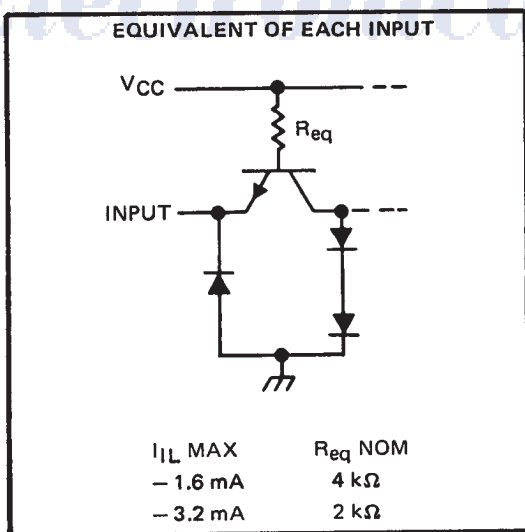 EQUIVALENT OF EACH INPUT
VCC
Req
INPUT
IIL MAX Req NOM
– 1.6 mA 4 kΩ
– 3.2 mA 2 kΩ